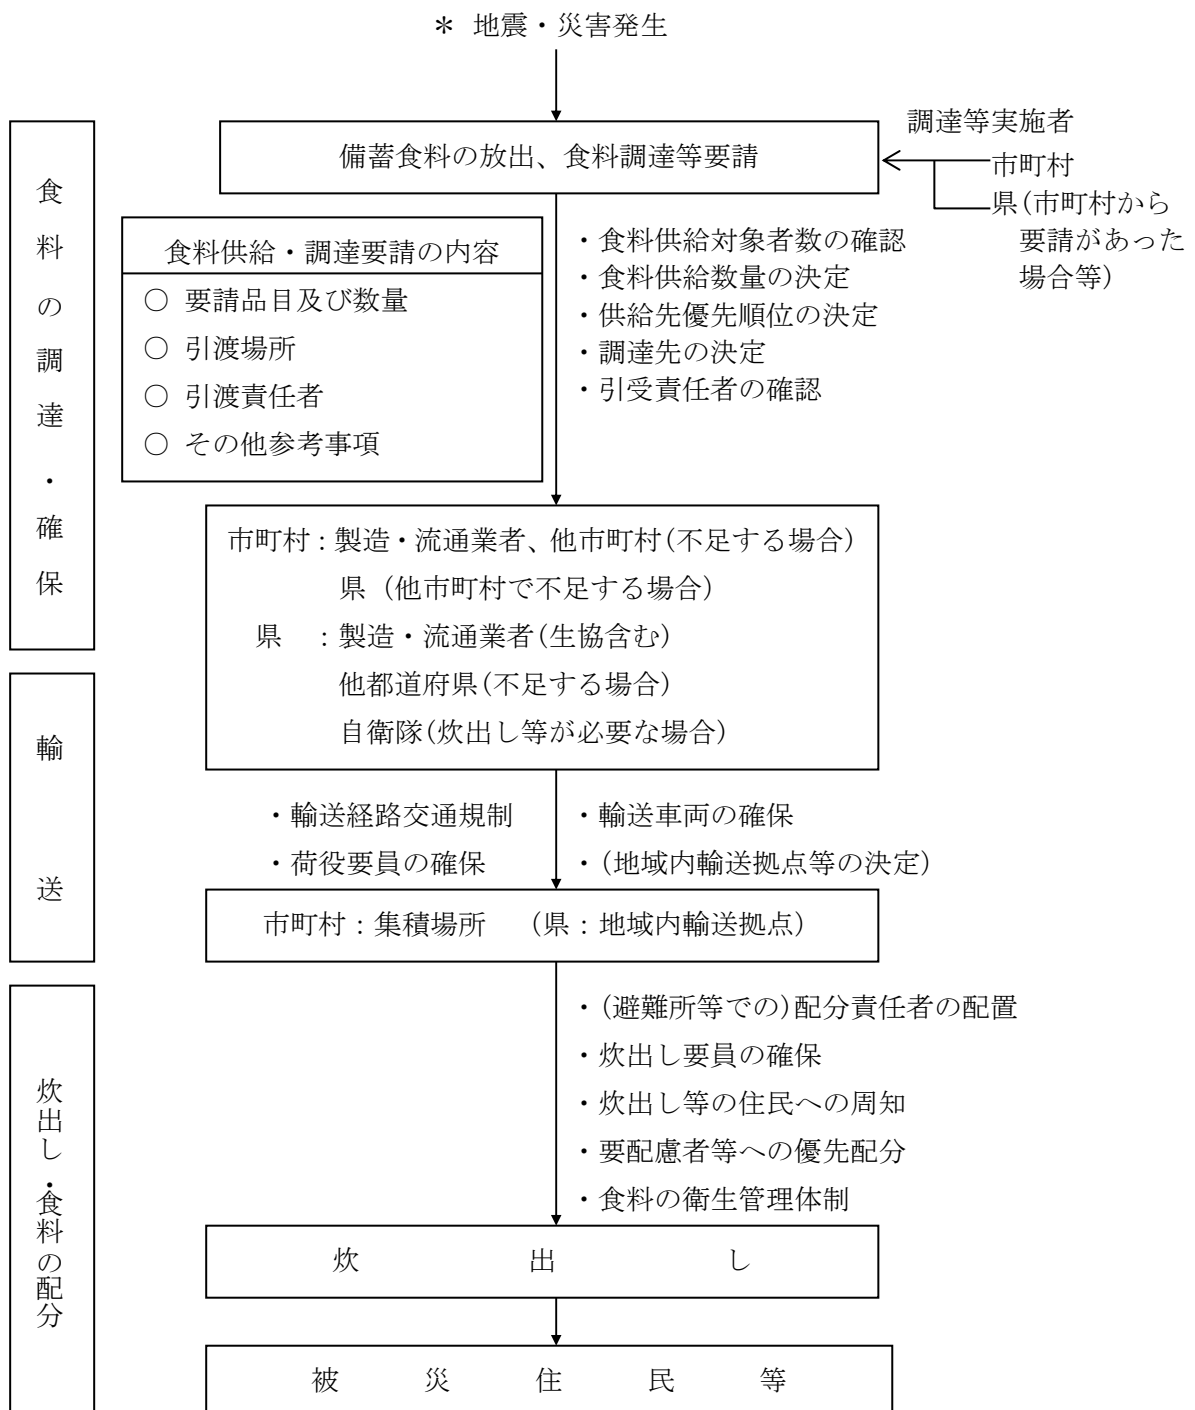 ＊ 地震・災害発生
食料の調達・確保
備蓄食料の放出、食料調達等要請
調達等実施者
市町村
県(市町村から
要請があった
場合等)
食料供給・調達要請の内容
○ 要請品目及び数量
○ 引渡場所
○ 引渡責任者
○ その他参考事項
・食料供給対象者数の確認
・食料供給数量の決定
・供給先優先順位の決定
・調達先の決定
・引受責任者の確認
市町村：製造・流通業者、他市町村(不足する場合)
県 (他市町村で不足する場合)
県 ：製造・流通業者(生協含む)
他都道府県(不足する場合)
自衛隊(炊出し等が必要な場合)
輸送
・輸送経路交通規制
・荷役要員の確保
・輸送車両の確保
・(地域内輸送拠点等の決定)
市町村：集積場所 （県：地域内輸送拠点）
炊出し・食料の配分
・(避難所等での)配分責任者の配置
・炊出し要員の確保
・炊出し等の住民への周知
・要配慮者等への優先配分
・食料の衛生管理体制
炊 出 し
被 災 住 民 等